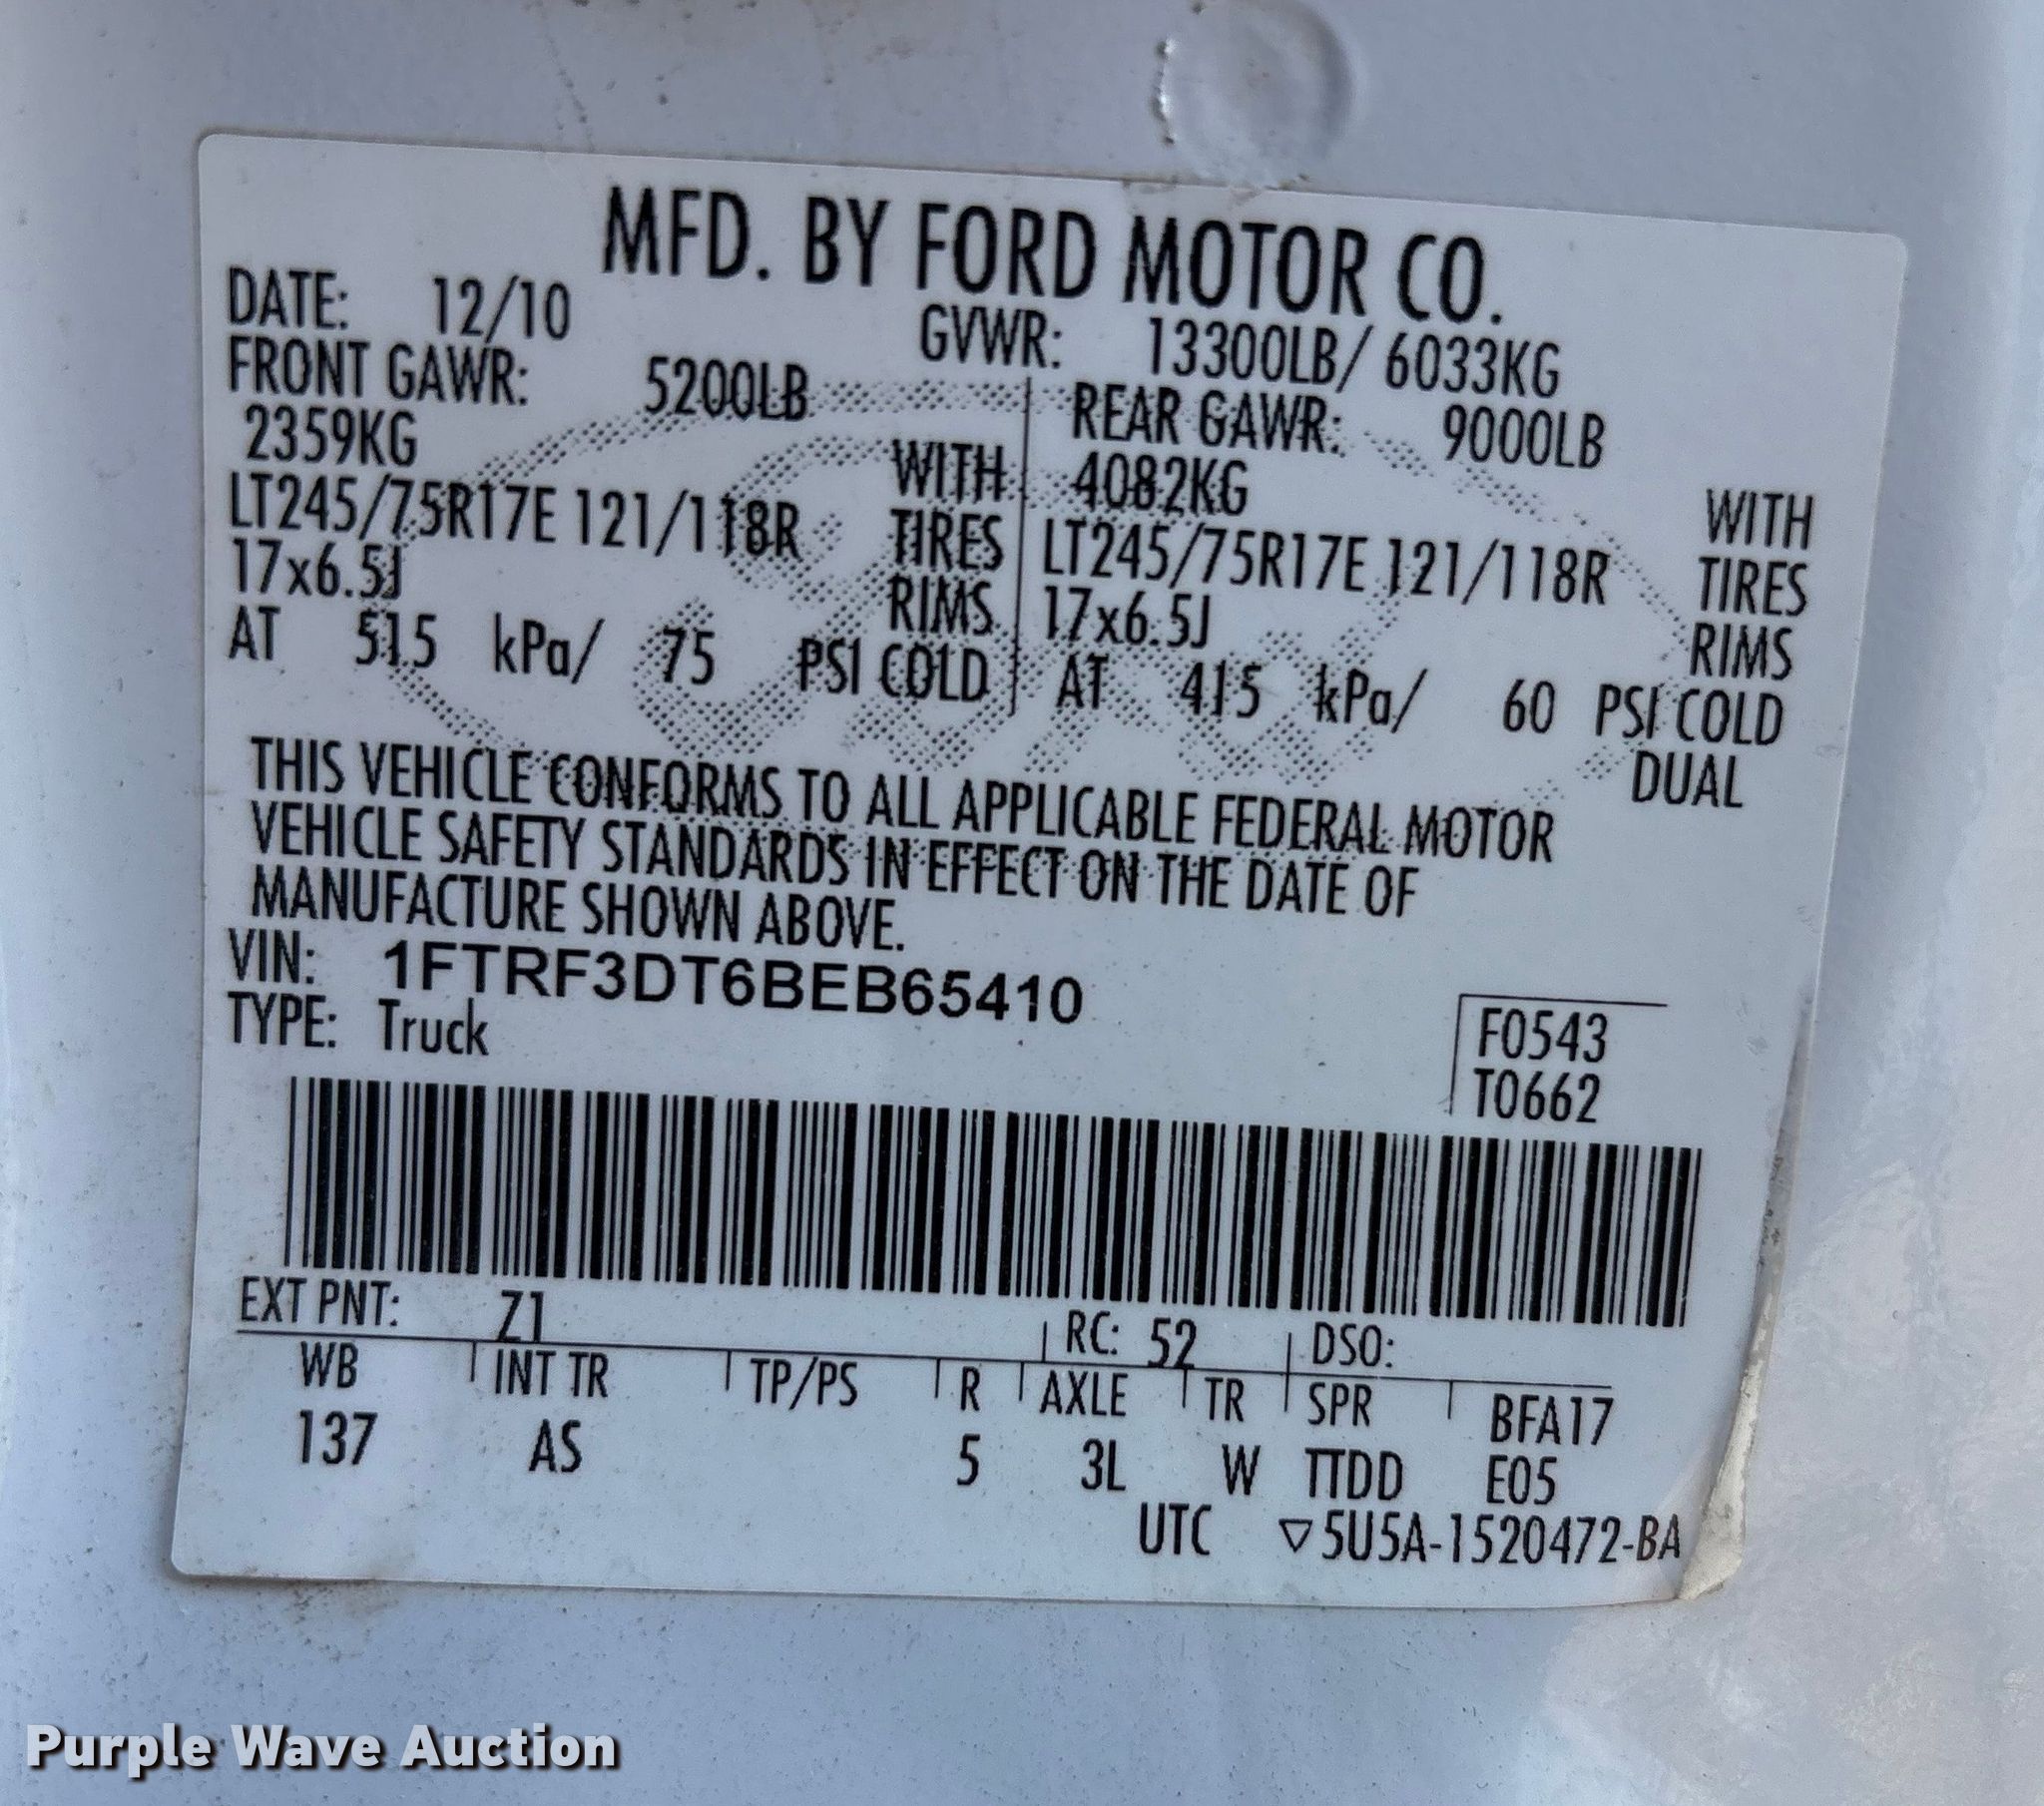 MFD. BY FORD MOTOR CO.
DATE: 12/10 GVWR: 13300LB/ 6033KG
FRONT GAWR: 5200LB REAR GAWR: 9000LB
2359KG WITH 4082KG WITH
LT245/75R17E 121/118R TIRES LT245/75R17E 121/118R TIRES
17x6.5J RIMS 17x6.5J RIMS
AT 515 kPa/ 75 PSI COLD AT 415 kPa/ 60 PSI COLD
DUAL
THIS VEHICLE CONFORMS TO ALL APPLICABLE FEDERAL MOTOR
VEHICLE SAFETY STANDARDS IN EFFECT ON THE DATE OF
MANUFACTURE SHOWN ABOVE.
VIN: 1FTRF3DT6BEB65410
TYPE: Truck
F0543
T0662
EXT PNT: Z1 RC: 52 DSO:
WB INT TR TP/PS R AXLE TR SPR BFA17
137 AS 5 3L W TTDD E05
UTC ▽5U5A-1520472-BA
Purple Wave Auction